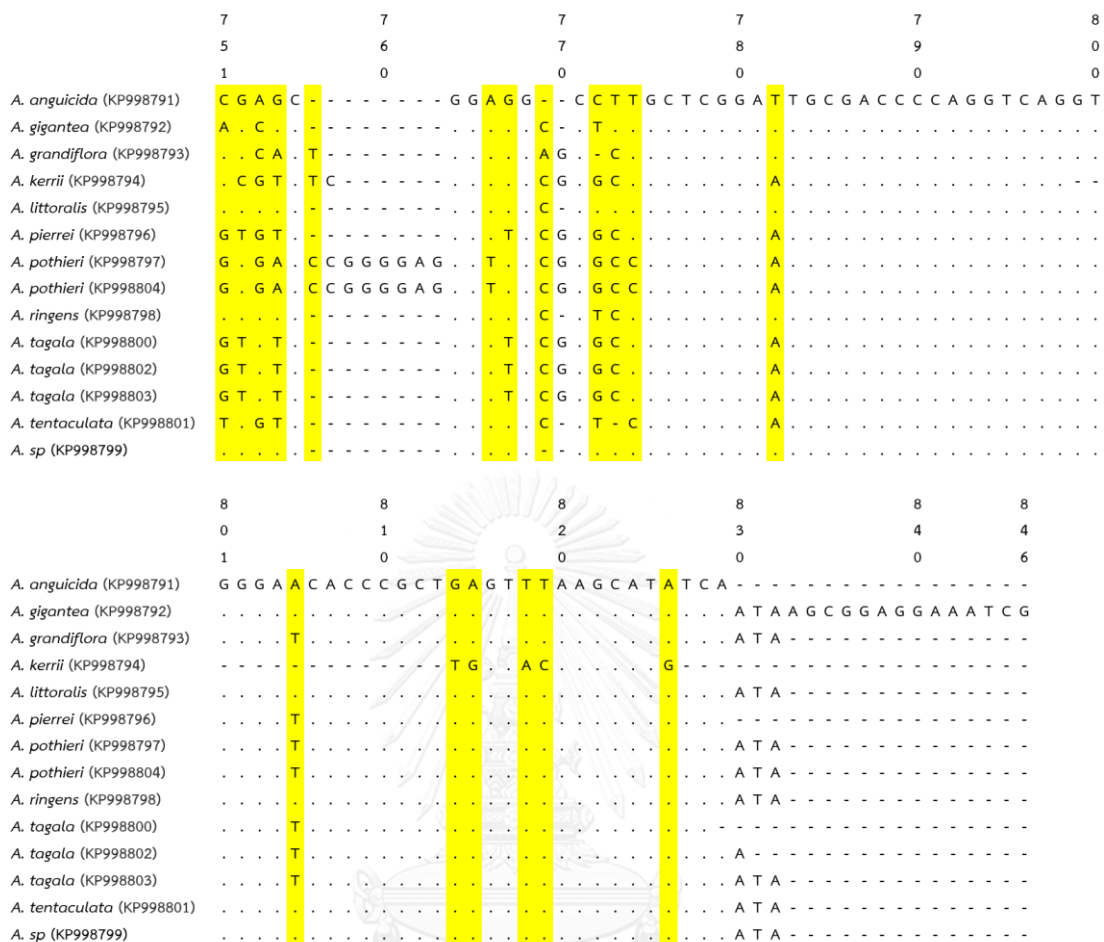 7 7 7 7 7 8
5 6 7 8 9 0
1 0 0 0 0 0
A. anguicida (KP998791) C G A G C - - - - - - - - G G A G G - - C C T T G C T C G G A T T G C G A C C C C A G G T C A G G T
A. gigantea (KP998792) A . C . . - - - - - - - - . . . . . C - . T . . . . . . . . . . . . . . . . . . . . . . . . . . . .
A. grandiflora (KP998793) . . C A . T - - - - - - - . . . . . A G . - C . . . . . . . . . . . . . . . . . . . . . . . . . . .
A. kerrii (KP998794) . C G T . T C - - - - - - . . . . . C G . G C . . . . . . . . A . . . . . . . . . . . . . . . . - -
A. littoralis (KP998795) . . . . . - - - - - - - - . . . . . C - . . . . . . . . . . . . . . . . . . . . . . . . . . . . . .
A. pierrei (KP998796) G T G T . - - - - - - - - . . . T . C G . G C . . . . . . . . A . . . . . . . . . . . . . . . . . .
A. pothieri (KP998797) G . G A . C C G G G G A G . . T . . C G . G C C . . . . . . . A . . . . . . . . . . . . . . . . . .
A. pothieri (KP998804) G . G A . C C G G G G A G . . T . . C G . G C C . . . . . . . A . . . . . . . . . . . . . . . . . .
A. ringens (KP998798) . . . . . - - - - - - - - . . . . . C - . T C . . . . . . . . . . . . . . . . . . . . . . . . . . .
A. tagala (KP998800) G T . T . - - - - - - - - . . . T . C G . G C . . . . . . . . A . . . . . . . . . . . . . . . . . .
A. tagala (KP998802) G T . T . - - - - - - - - . . . T . C G . G C . . . . . . . . A . . . . . . . . . . . . . . . . . .
A. tagala (KP998803) G T . T . - - - - - - - - . . . T . C G . G C . . . . . . . . A . . . . . . . . . . . . . . . . . .
A. tentaculata (KP998801) T . G T . - - - - - - - - . . . . . C - . T - C . . . . . . . A . . . . . . . . . . . . . . . . . .
A. sp (KP998799) . . . . . - - - - - - - - . . . . . - - . . . . . . . . . . . . . . . . . . . . . . . . . . . . . .
8 8 8 8 8 8
0 1 2 3 4 4
1 0 0 0 0 6
A. anguicida (KP998791) G G G A A C A C C C G C T G A G T T T A A G C A T A T C A - - - - - - - - - - - - - - - - -
A. gigantea (KP998792) . . . . . . . . . . . . . . . . . . . . . . . . . . . . . A T A A G C G G A G G A A A T C G
A. grandiflora (KP998793) . . . . T . . . . . . . . . . . . . . . . . . . . . . . . A T A - - - - - - - - - - - - - -
A. kerrii (KP998794) - - - - - - - - - - - - - T G . . A C . . . . . . G - - - - - - - - - - - - - - - - - - - -
A. littoralis (KP998795) . . . . . . . . . . . . . . . . . . . . . . . . . . . . . A T A - - - - - - - - - - - - - -
A. pierrei (KP998796) . . . . T . . . . . . . . . . . . . . . . . . . . . . . . - - - - - - - - - - - - - - - - -
A. pothieri (KP998797) . . . . T . . . . . . . . . . . . . . . . . . . . . . . . A T A - - - - - - - - - - - - - -
A. pothieri (KP998804) . . . . T . . . . . . . . . . . . . . . . . . . . . . . . A T A - - - - - - - - - - - - - -
A. ringens (KP998798) . . . . . . . . . . . . . . . . . . . . . . . . . . . . . A T A - - - - - - - - - - - - - -
A. tagala (KP998800) . . . . T . . . . . . . . . . . . . . . . . . . . . . . - - - - - - - - - - - - - - - - - -
A. tagala (KP998802) . . . . T . . . . . . . . . . . . . . . . . . . . . . . . A - - - - - - - - - - - - - - - -
A. tagala (KP998803) . . . . T . . . . . . . . . . . . . . . . . . . . . . . . A T A - - - - - - - - - - - - - -
A. tentaculata (KP998801) . . . . . . . . . . . . . . . . . . . . . . . . . . . . . A T A - - - - - - - - - - - - - -
A. sp (KP998799) . . . . . . . . . . . . . . . . . . . . . . . . . . . . . A T A - - - - - - - - - - - - - -